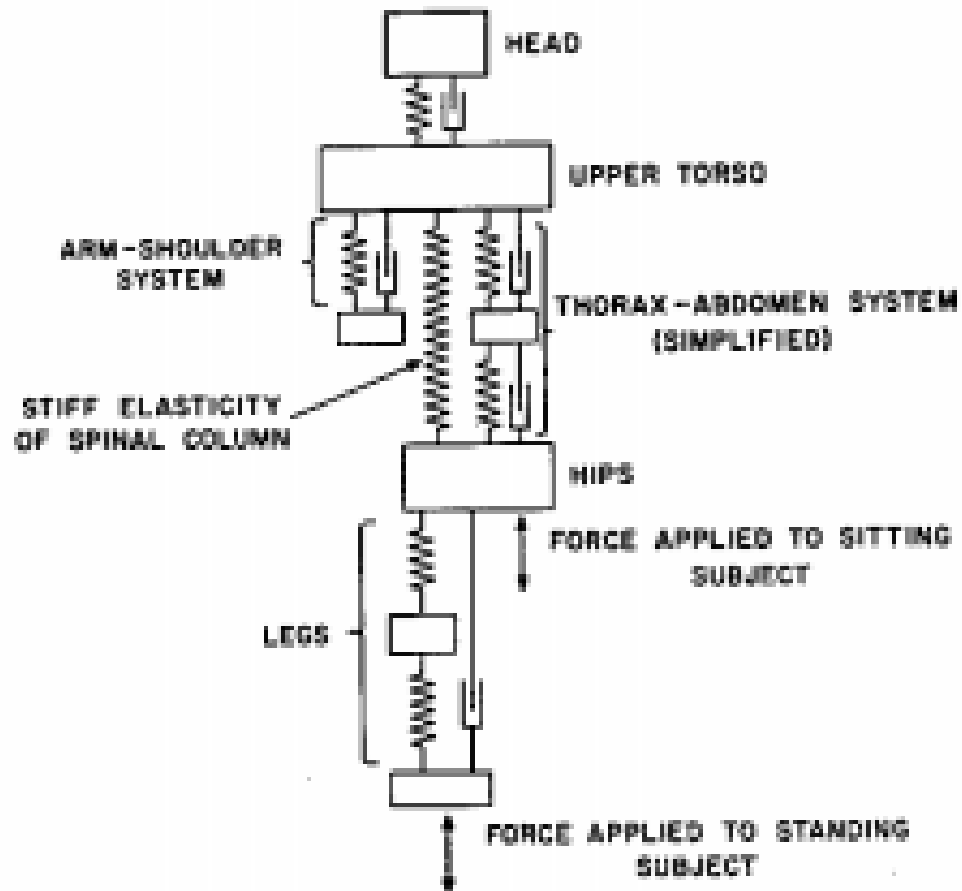 HEAD
UPPER TORSO
ARM-SHOULDER
SYSTEM
THORAX-ABDOMEN SYSTEM
(SIMPLIFIED)
STIFF ELASTICITY
OF SPINAL COLUMN
HIPS
FORCE APPLIED TO SITTING
SUBJECT
LEGS
FORCE APPLIED TO STANDING
SUBJECT